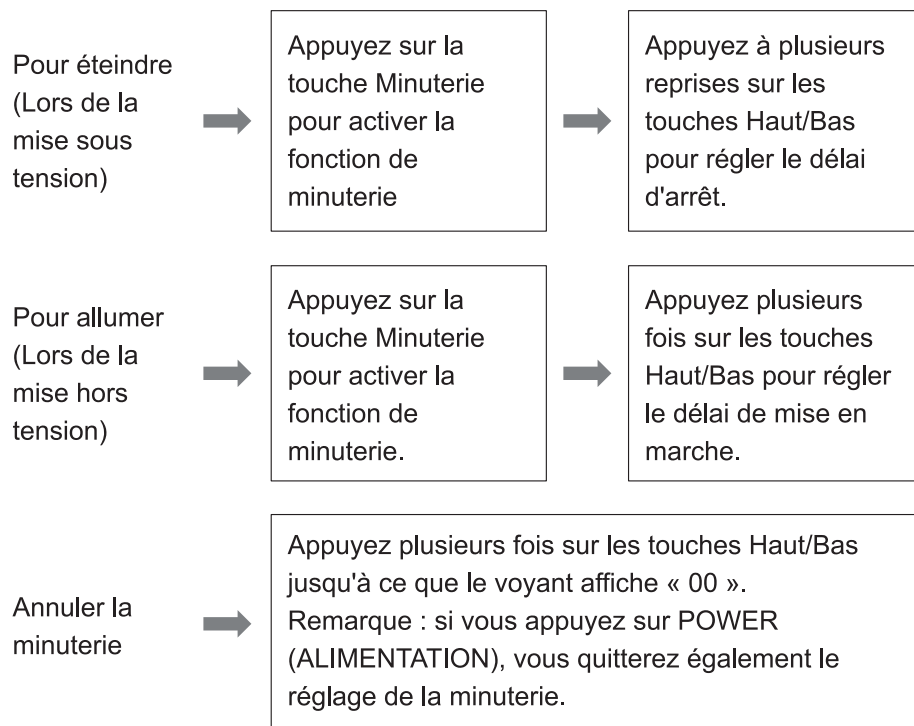 Pour éteindre
(Lors de la
mise sous
tension)
Appuyez sur la
touche Minuterie
pour activer la
fonction de
minuterie
Appuyez à plusieurs
reprises sur les
touches Haut/Bas
pour régler le délai
d'arrêt.
Pour allumer
(Lors de la
mise hors
tension)
Appuyez sur la
touche Minuterie
pour activer la
fonction de
minuterie.
Appuyez plusieurs
fois sur les touches
Haut/Bas pour régler
le délai de mise en
marche.
Annuler la
minuterie
Appuyez plusieurs fois sur les touches Haut/Bas
jusqu'à ce que le voyant affiche « 00 ».
Remarque : si vous appuyez sur POWER
(ALIMENTATION), vous quitterez également le
réglage de la minuterie.